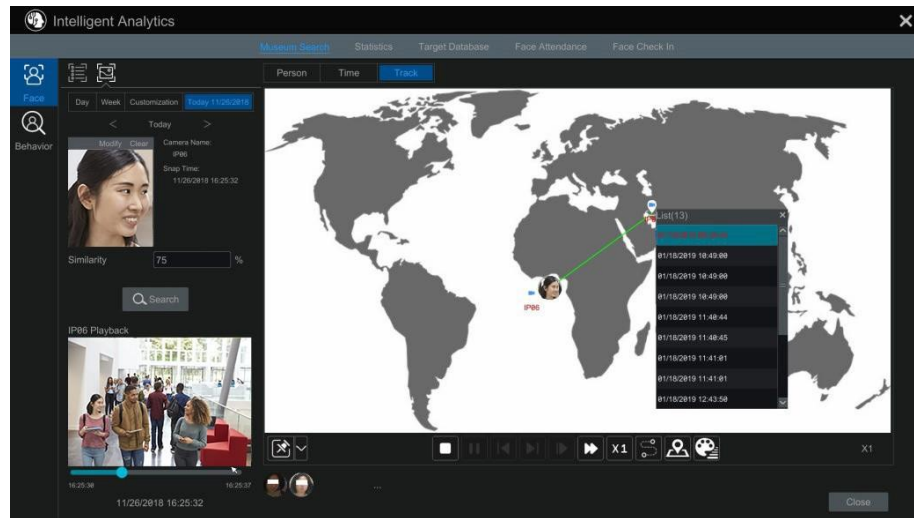 Intelligent Analytics
Museum Search Statistics Target Database Face Attendance Face Check In
Face
Behavior
Person Time Track
Day Week Customization Today 11/26/2018
< Today >
Modify Clear
Camera Name:
IP06
Snap Time:
11/26/2018 16:25:32
Similarity 75 %
Search
IP06 Playback
16:25:30 16:25:37
11/26/2018 16:25:32
IP06
List(13)
01/18/2019 10:49:00
01/18/2019 10:49:00
01/18/2019 10:49:00
01/18/2019 11:40:44
01/18/2019 11:40:45
01/18/2019 11:41:01
01/18/2019 11:41:01
01/18/2019 12:43:50
X1
X1
...
Close